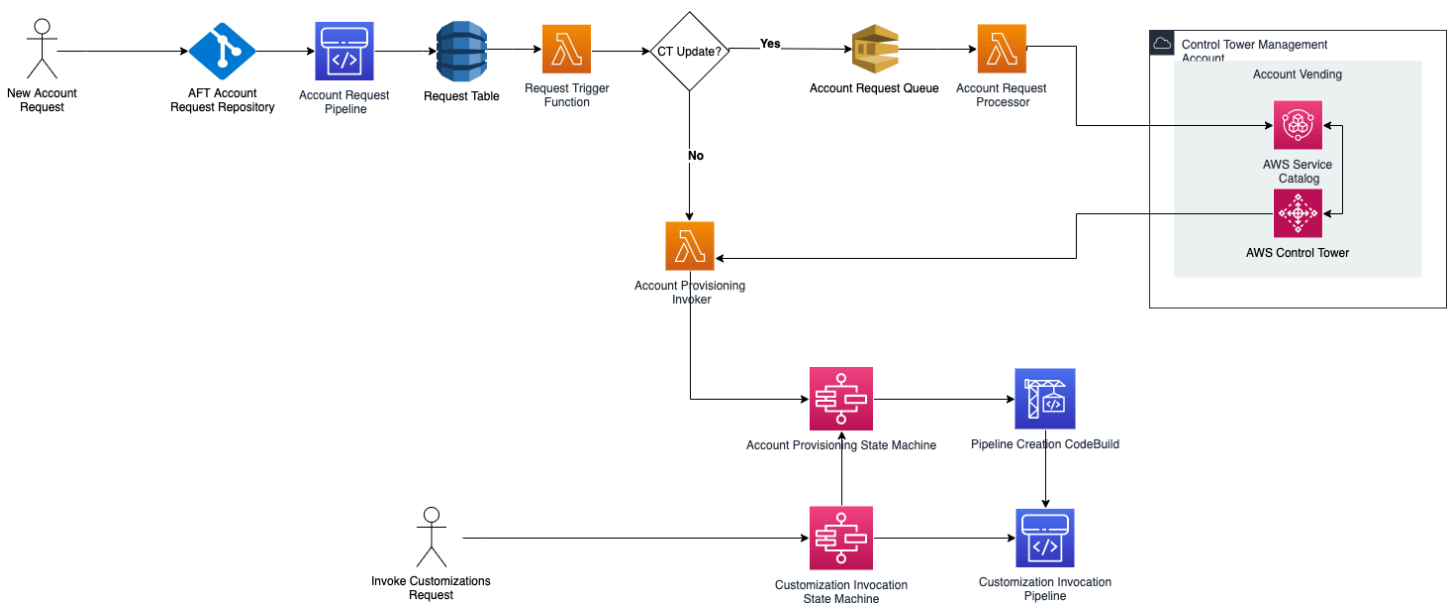 New Account
Request
AFT Account
Request Repository
Account Request
Pipeline
Request Table
Request Trigger
Function
CT Update?
Yes
Account Request Queue
Account Request
Processor
Control Tower Management
Account
Account Vending
AWS Service
Catalog
AWS Control Tower
No
Account Provisioning
Invoker
Account Provisioning State Machine
Pipeline Creation CodeBuild
Invoke Customizations
Request
Customization Invocation
State Machine
Customization Invocation
Pipeline